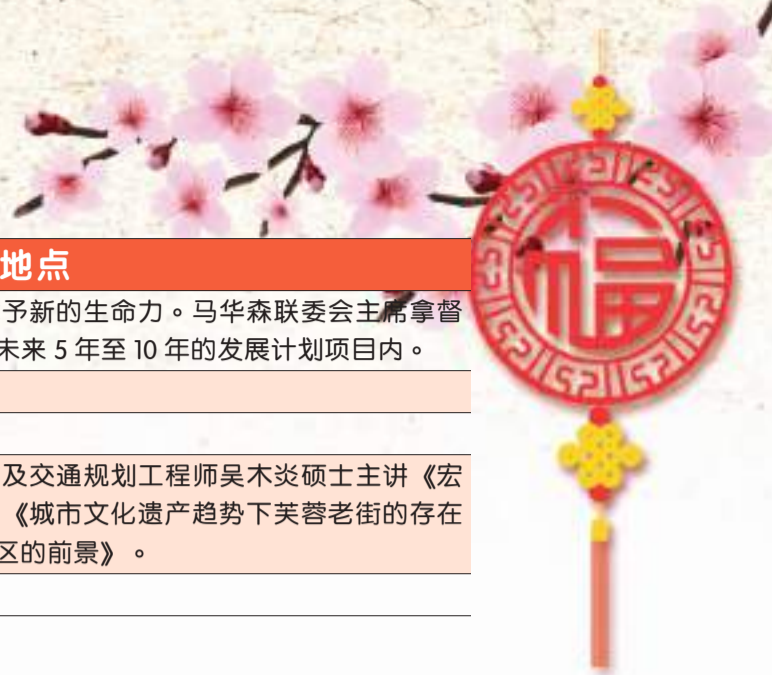 地点
福
予新的生命力。马华森联委会主席拿督
未来 5 年至 10 年的发展计划项目内。
及交通规划工程师吴木炎硕士主讲《宏
《城市文化遗产趋势下芙蓉老街的存在
区的前景》。